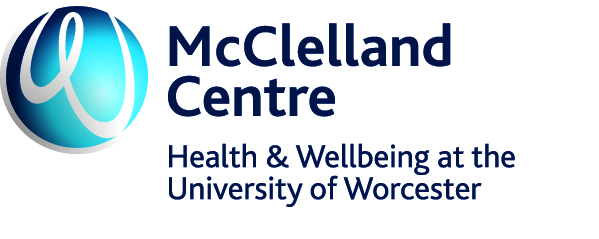 McClelland
Centre
Health & Wellbeing at the
University of Worcester